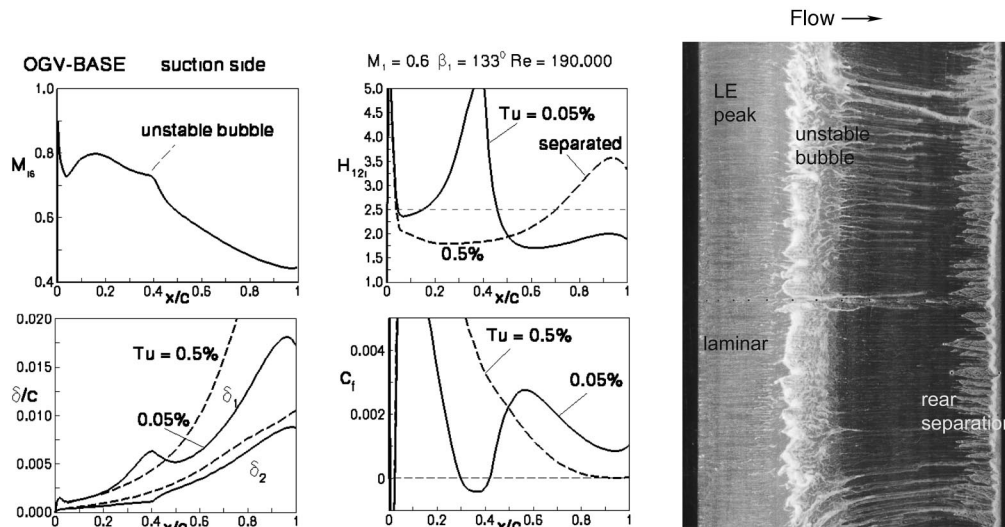 Flow
OGV-BASE suction side
M₁ = 0.6 β₁ = 133⁰ Re = 190.000
1.0
0.8
0.6
0.4
M_is
unstable bubble
0 0.2 0.4 0.6 0.8 1
x/c
5.0
4.5
4.0
3.5
3.0
2.5
2.0
1.5
1.0
H₁₂ᵢ
Tu = 0.05%
separated
0.5%
0 0.2 0.4 0.6 0.8 1
x/c
0.020
0.015
0.010
0.005
0.000
δ/c
Tu = 0.5%
0.05%
δ₁
δ₂
0 0.2 0.4 0.6 0.8 1
x/c
0.004
0.002
0
C_f
Tu = 0.5%
0.05%
0 0.2 0.4 0.6 0.8 1
x/c
LE
peak
unstable
bubble
laminar
rear
separation